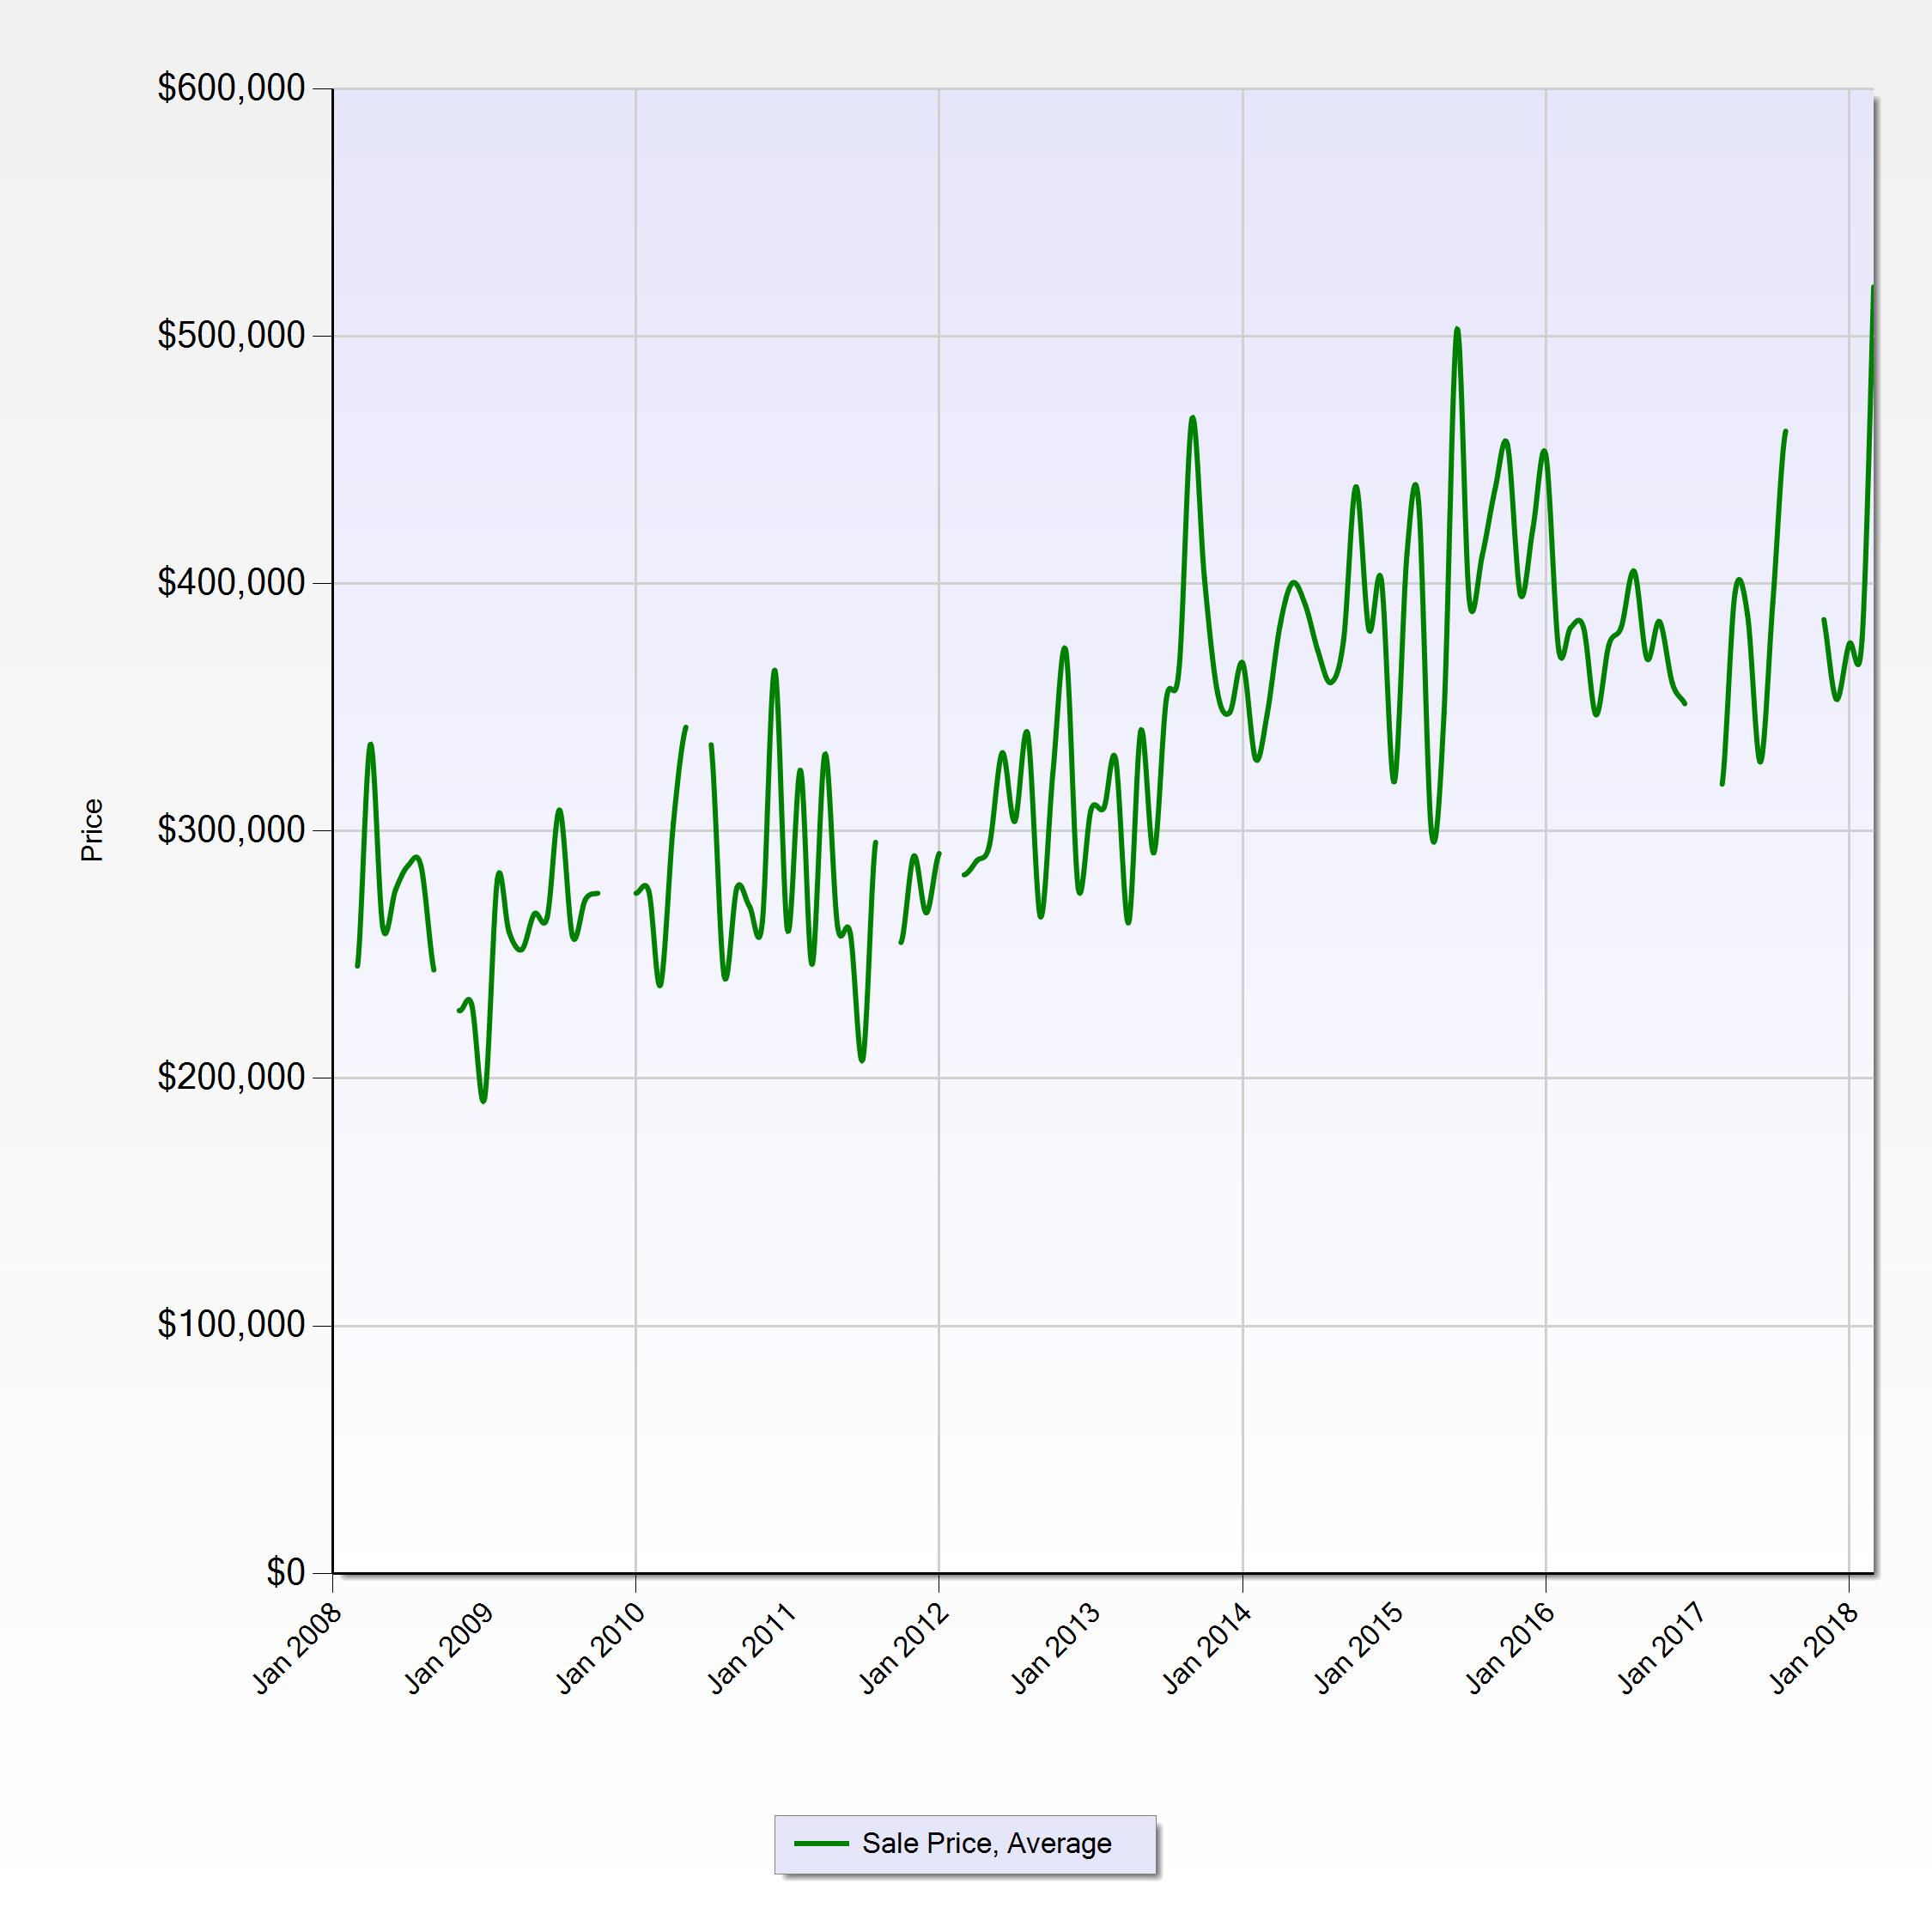 $600,000
$500,000
$400,000
$300,000
$200,000
$100,000
$0
Price
Jan 2008
Jan 2009
Jan 2010
Jan 2011
Jan 2012
Jan 2013
Jan 2014
Jan 2015
Jan 2016
Jan 2017
Jan 2018
Sale Price, Average